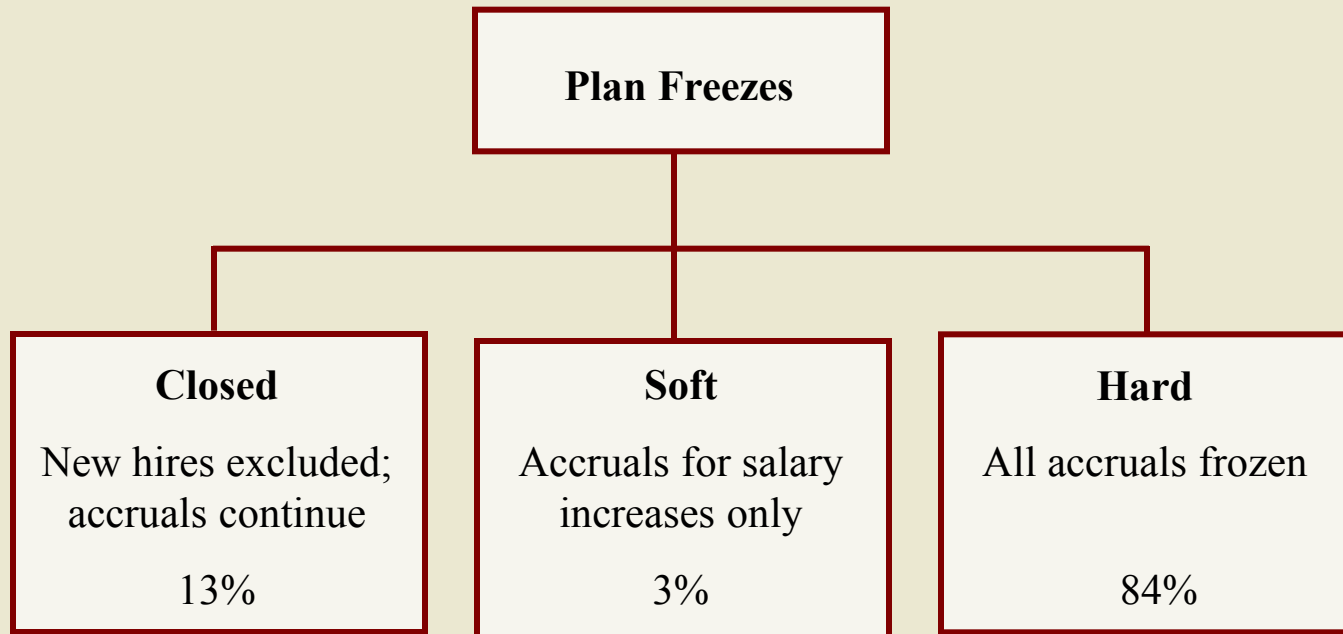 Plan Freezes
Closed
New hires excluded;
accruals continue
13%
Soft
Accruals for salary
increases only
3%
Hard
All accruals frozen
84%